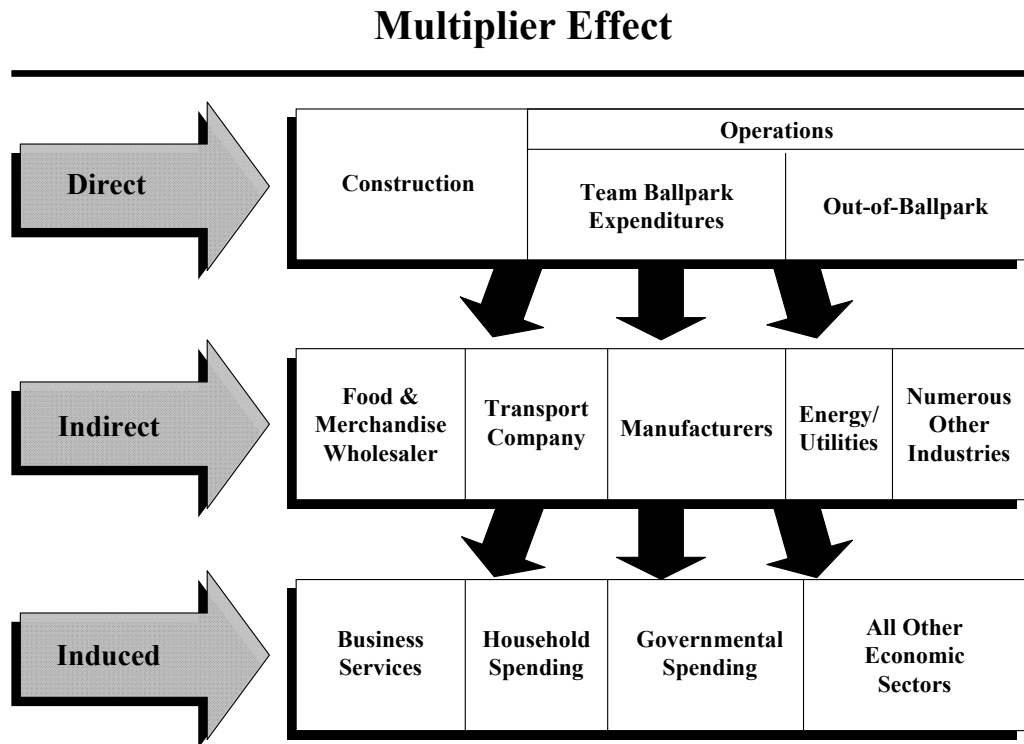 Multiplier Effect
Direct
Construction
Operations
Team Ballpark
Expenditures
Out-of-Ballpark
Indirect
Food &
Merchandise
Wholesaler
Transport
Company
Manufacturers
Energy/
Utilities
Numerous
Other
Industries
Induced
Business
Services
Household
Spending
Governmental
Spending
All Other
Economic
Sectors